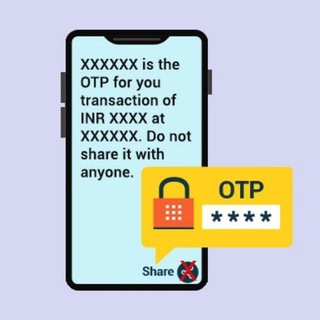 XXXXXX is the
OTP for you
transaction of
INR XXXX at
XXXXXX. Do not
share it with
anyone.
OTP
****
Share